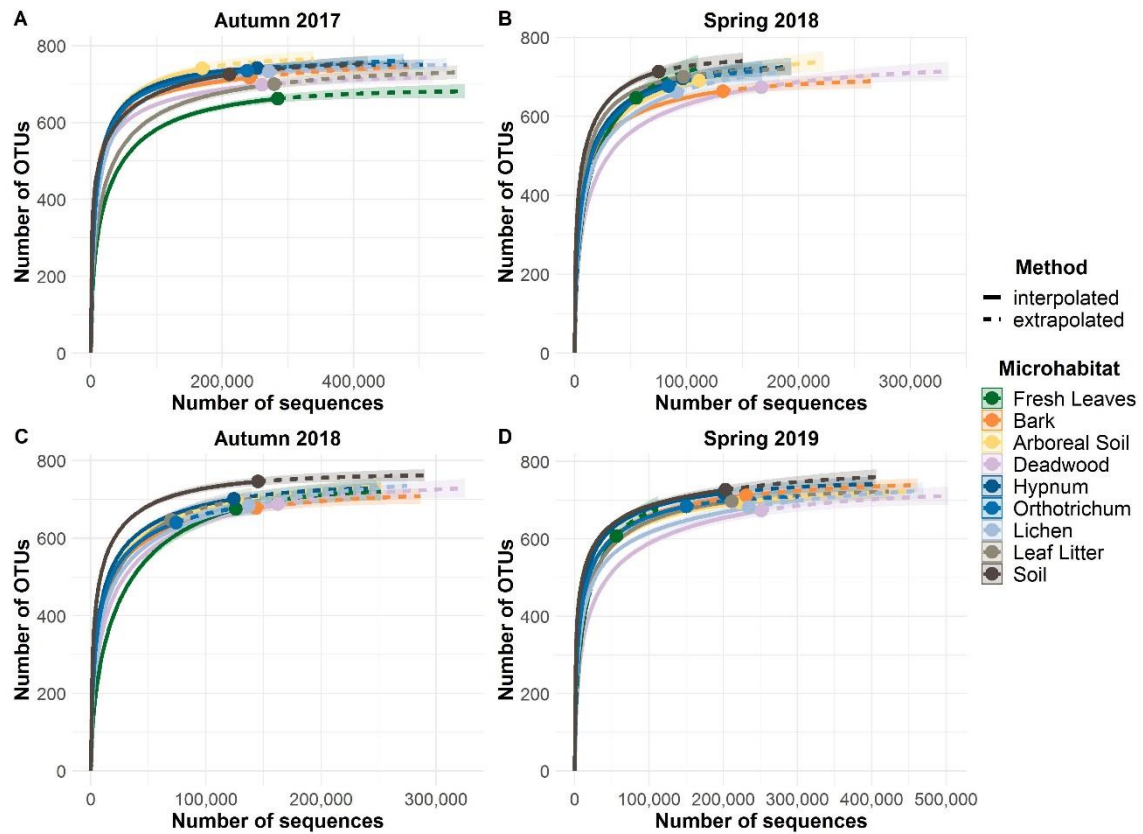 A
Autumn 2017
Number of OTUs
800
600
400
200
0
0
200,000
400,000
Number of sequences
B
Spring 2018
Number of OTUs
800
600
400
200
0
0
100,000
200,000
300,000
Number of sequences
C
Autumn 2018
Number of OTUs
800
600
400
200
0
0
100,000
200,000
300,000
Number of sequences
D
Spring 2019
Number of OTUs
800
600
400
200
0
0
100,000
200,000
300,000
400,000
500,000
Number of sequences
Method
interpolated
extrapolated
Microhabitat
Fresh Leaves
Bark
Arboreal Soil
Deadwood
Hypnum
Orthotrichum
Lichen
Leaf Litter
Soil